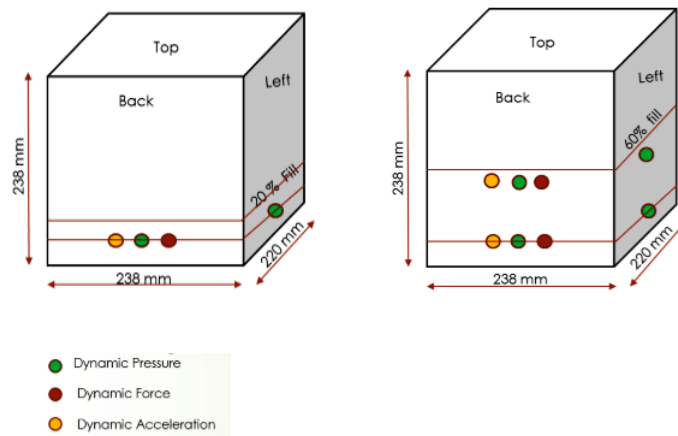 Top
Back
Left
20 % Fill
238 mm
238 mm
220 mm
Top
Back
Left
60% fill
238 mm
238 mm
220 mm
Dynamic Pressure
Dynamic Force
Dynamic Acceleration